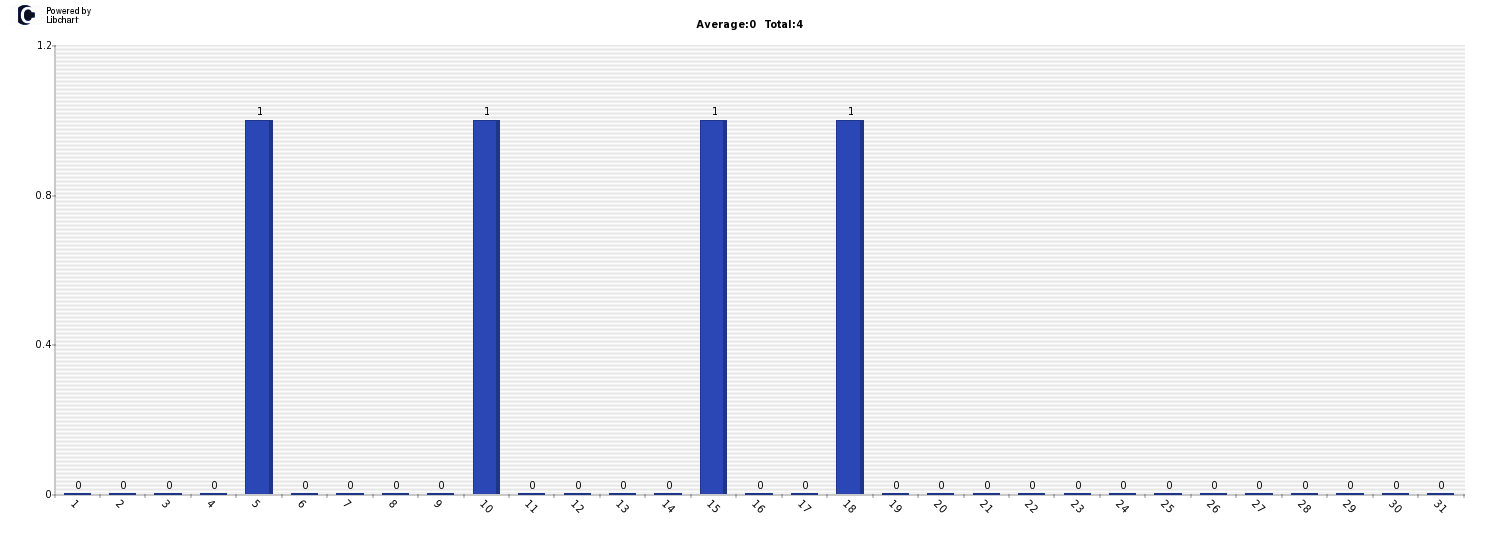 Powered by
Libchart
Average:0 Total:4
1.2
0.8
0.4
0
0 0 0 0 1 0 0 0 0 1 0 0 0 0 1 0 0 1 0 0 0 0 0 0 0 0 0 0 0 0 0
1 2 3 4 5 6 7 8 9 10 11 12 13 14 15 16 17 18 19 20 21 22 23 24 25 26 27 28 29 30 31